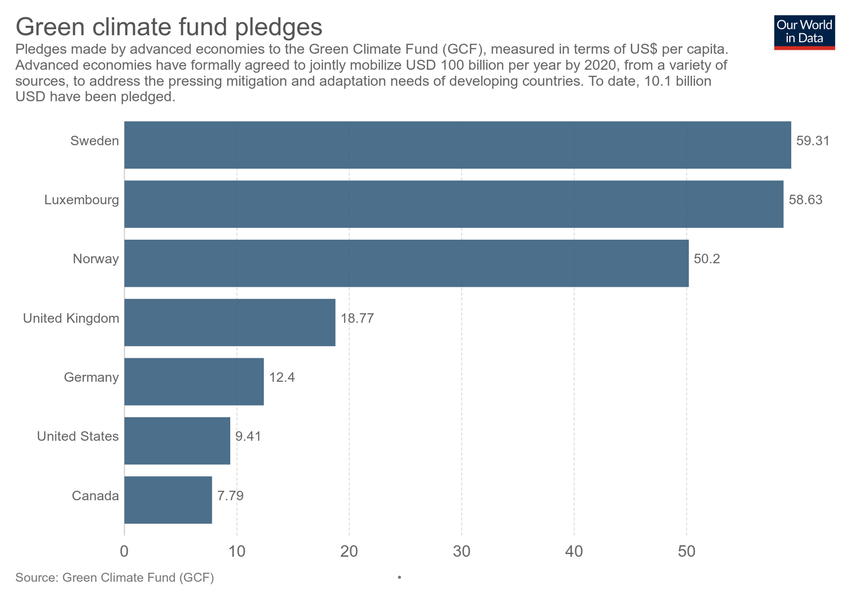 Green climate fund pledges
Our World
in Data
Pledges made by advanced economies to the Green Climate Fund (GCF), measured in terms of US$ per capita.
Advanced economies have formally agreed to jointly mobilize USD 100 billion per year by 2020, from a variety of
sources, to address the pressing mitigation and adaptation needs of developing countries. To date, 10.1 billion
USD have been pledged.
Sweden 59.31
Luxembourg 58.63
Norway 50.2
United Kingdom 18.77
Germany 12.4
United States 9.41
Canada 7.79
0 10 20 30 40 50
Source: Green Climate Fund (GCF) •